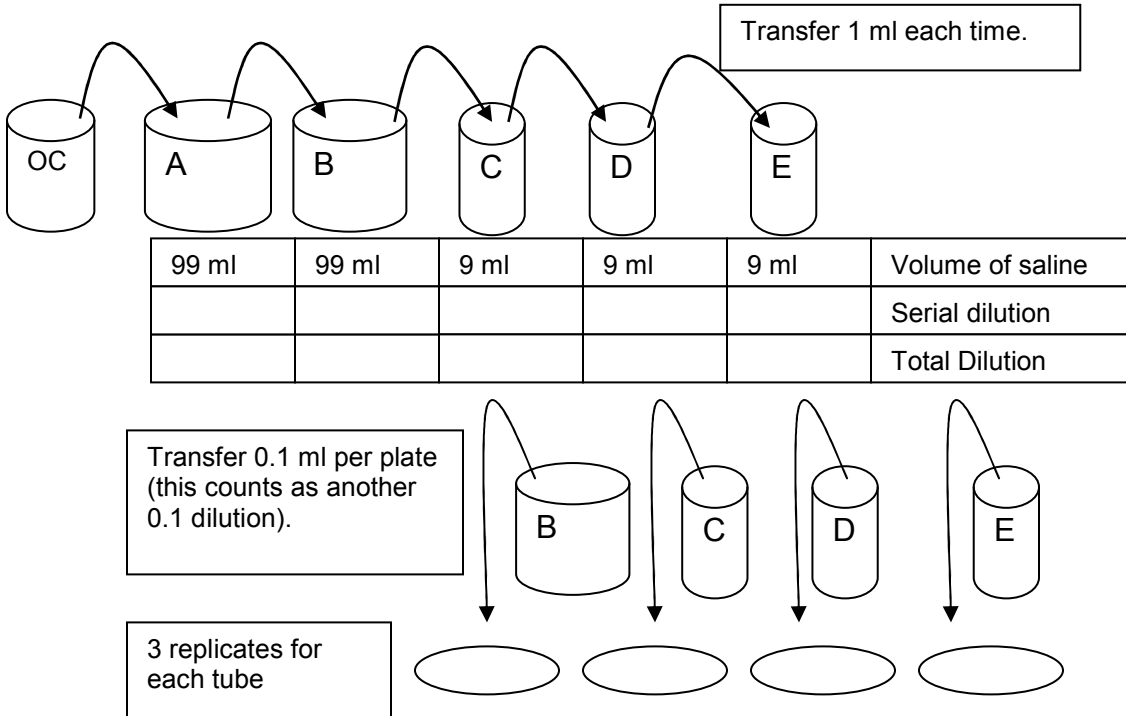 Transfer 1 ml each time.
OC
A
B
C
D
E
99 ml 99 ml 9 ml 9 ml 9 ml Volume of saline
Serial dilution
Total Dilution
Transfer 0.1 ml per plate
(this counts as another
0.1 dilution).
B
C
D
E
3 replicates for
each tube